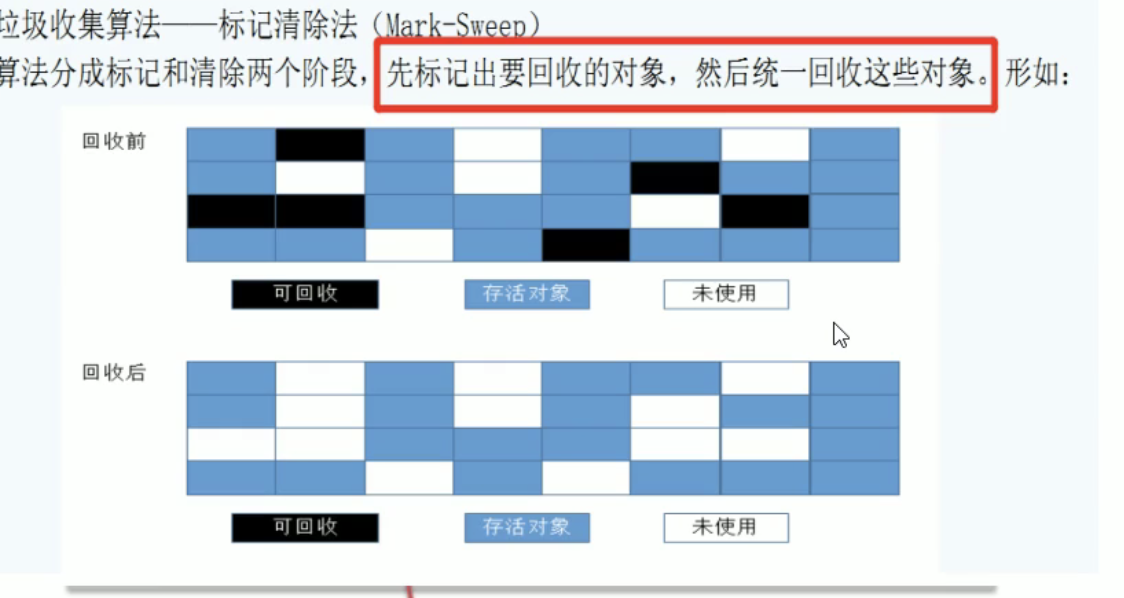 垃圾收集算法——标记清除法（Mark-Sweep）
算法分成标记和清除两个阶段，先标记出要回收的对象，然后统一回收这些对象。形如：
回收前
可回收 存活对象 未使用
回收后
可回收 存活对象 未使用